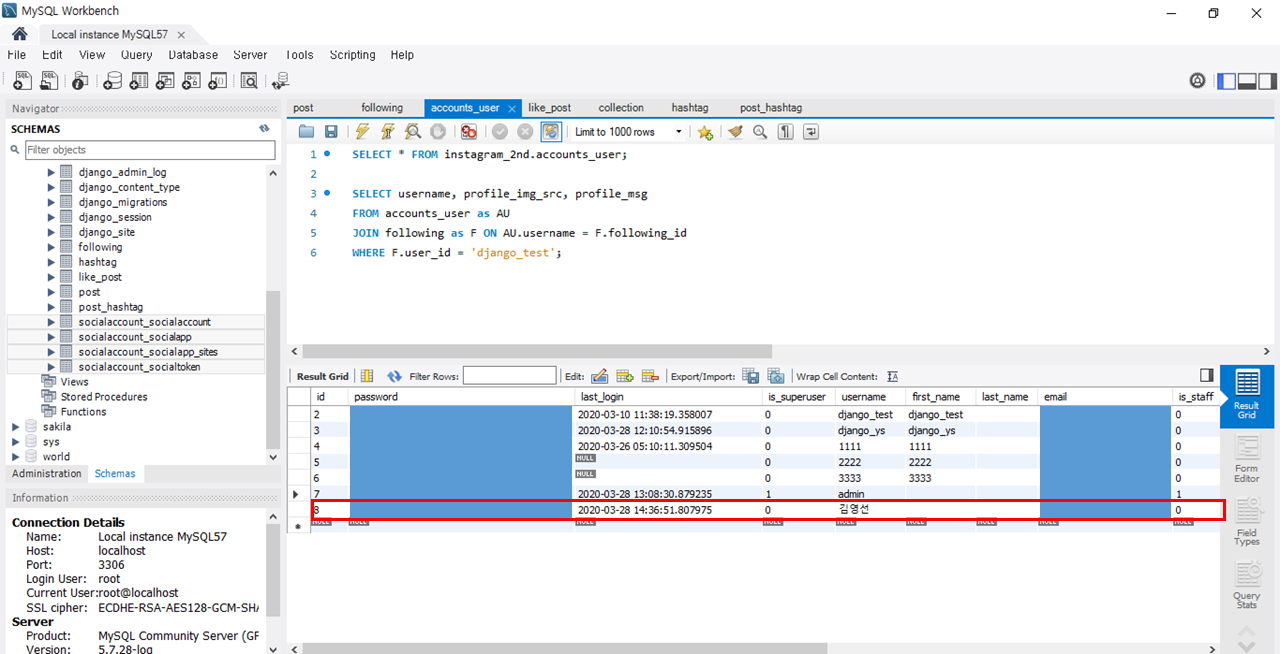 MySQL Workbench
Local instance MySQL57
File Edit View Query Database Server Tools Scripting Help
Navigator
SCHEMAS
Filter objects
django_admin_log
django_content_type
django_migrations
django_session
django_site
following
hashtag
like_post
post
post_hashtag
socialaccount_socialaccount
socialaccount_socialapp
socialaccount_socialapp_sites
socialaccount_socialtoken
Views
Stored Procedures
Functions
sakila
sys
world
Administration Schemas
Information
Connection Details
Name: Local instance MySQL57
Host: localhost
Port: 3306
Login User: root
Current User:root@localhost
SSL cipher: ECDHE-RSA-AES128-GCM-SHA
Server
Product: MySQL Community Server (GF
Version: 5.7.28-log
post following accounts_user like_post collection hashtag post_hashtag
Limit to 1000 rows
1 SELECT * FROM instagram_2nd.accounts_user;
2
3 SELECT username, profile_img_src, profile_msg
4 FROM accounts_user as AU
5 JOIN following as F ON AU.username = F.following_id
6 WHERE F.user_id = 'django_test';
Result Grid Filter Rows: Edit: Export/Import: Wrap Cell Content: IA
id password last_login is_superuser username first_name last_name email is_staff
2 2020-03-10 11:38:19.358007 0 django_test django_test 0
3 2020-03-28 12:10:54.915896 0 django_ys django_ys 0
4 2020-03-26 05:10:11.309504 0 1111 1111 0
5 NULL 0 2222 2222 0
6 NULL 0 3333 3333 0
7 2020-03-28 13:08:30.879235 1 admin 1
8 2020-03-28 14:36:51.807975 0 김영선 0
NULL NULL NULL NULL NULL NULL NULL NULL NULL
Result
Grid
Form
Editor
Field
Types
Query
Stats